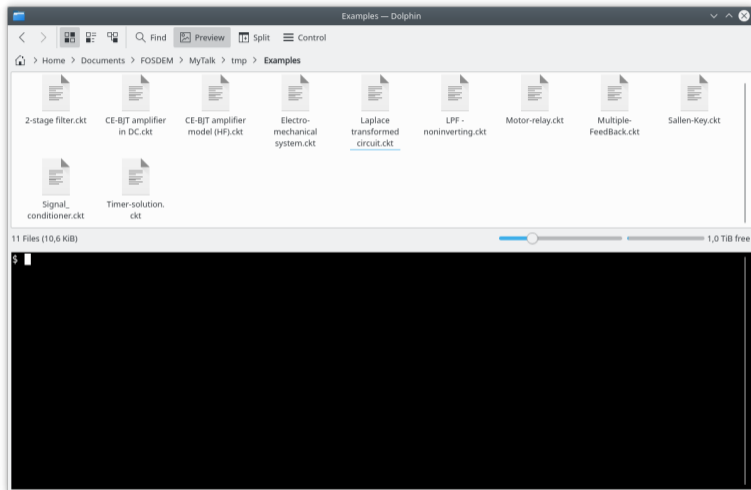 Examples — Dolphin
Find Preview Split Control
> Home > Documents > FOSDEM > MyTalk > tmp > Examples
2-stage filter.ckt
CE-BJT amplifier
in DC.ckt
CE-BJT amplifier
model (HF).ckt
Electro-
mechanical
system.ckt
Laplace
transformed
circuit.ckt
LPF -
noninverting.ckt
Motor-relay.ckt
Multiple-
FeedBack.ckt
Sallen-Key.ckt
Signal_
conditioner.ckt
Timer-solution.
ckt
11 Files (10,6 KiB)
1,0 TiB free
$